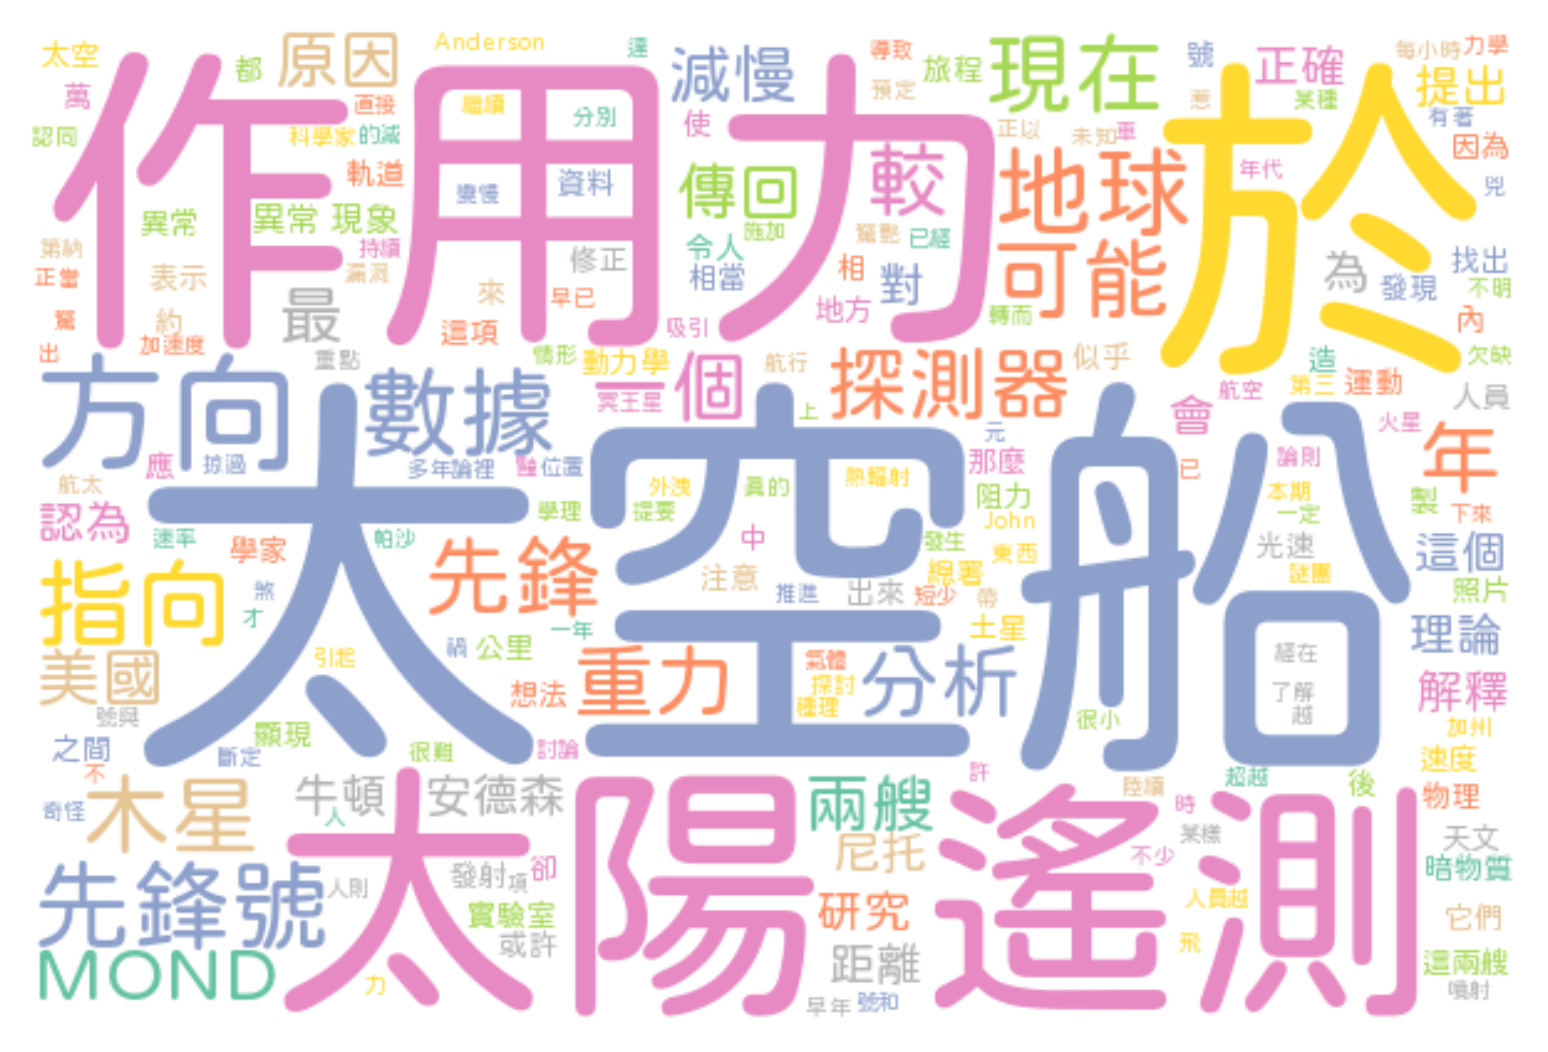 太空
都
原因
Anderson
達
減慢
導致
旅程
現在
號
正確
每小時
力學
提出
萬
直接
繼續
分別
預定
惹
某種
有著
認同
科學家
的減
使
正以
未知
車
因為
作用力
於
軌道
變慢
資料
傳回
較
地球
年代
兇
異常
異常 現象
施加
第納
持續
修正
令人
驚艷
已經
可能
為
找出
正當
表示
漏洞
來
早已
相當
相
對
發現
不明
驚
約
最
這項
吸引
地方
轉而
內
出
加速度
重點
情形
動力學
航行
似乎
造
欠缺
方向
數據
冥王星
一個
探測器
上
會
航空
第三
運動
人員
火星
應
掠過
多年論裡
位置
元
那麼
已
論則
年
航太
外洩
真的
熱輻射
本期
製
認為
速率
帕沙
學理
提要
阻力
一定
下來
太空船
學家
先鋒
中
發生
John
東西
光速
這個
指向
煞
注意
推進
出來
短少
總署
帶
謎團
照片
才
一年
土星
美國
引起
禍
公里
重力
氣體
分析
經在
理論
號與
想法
探討
種理
了解
越
解釋
之間
顯現
很難
討論
很小
加州
不
斷定
速度
木星
牛頓
安德森
兩艘
許
陸續
超越
後
物理
奇怪
人
時
某樣
天文
太陽
遙測
尼托
不少
暗物質
先鋒號
人則
發射
項
卻
研究
人員越
實驗室
它們
MOND
或許
距離
飛
這兩艘
力
早年
號和
噴射